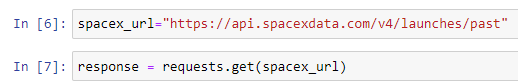 In [6]: spacex_url="https://api.spacexdata.com/v4/launches/past"
In [7]: response = requests.get(spacex_url)